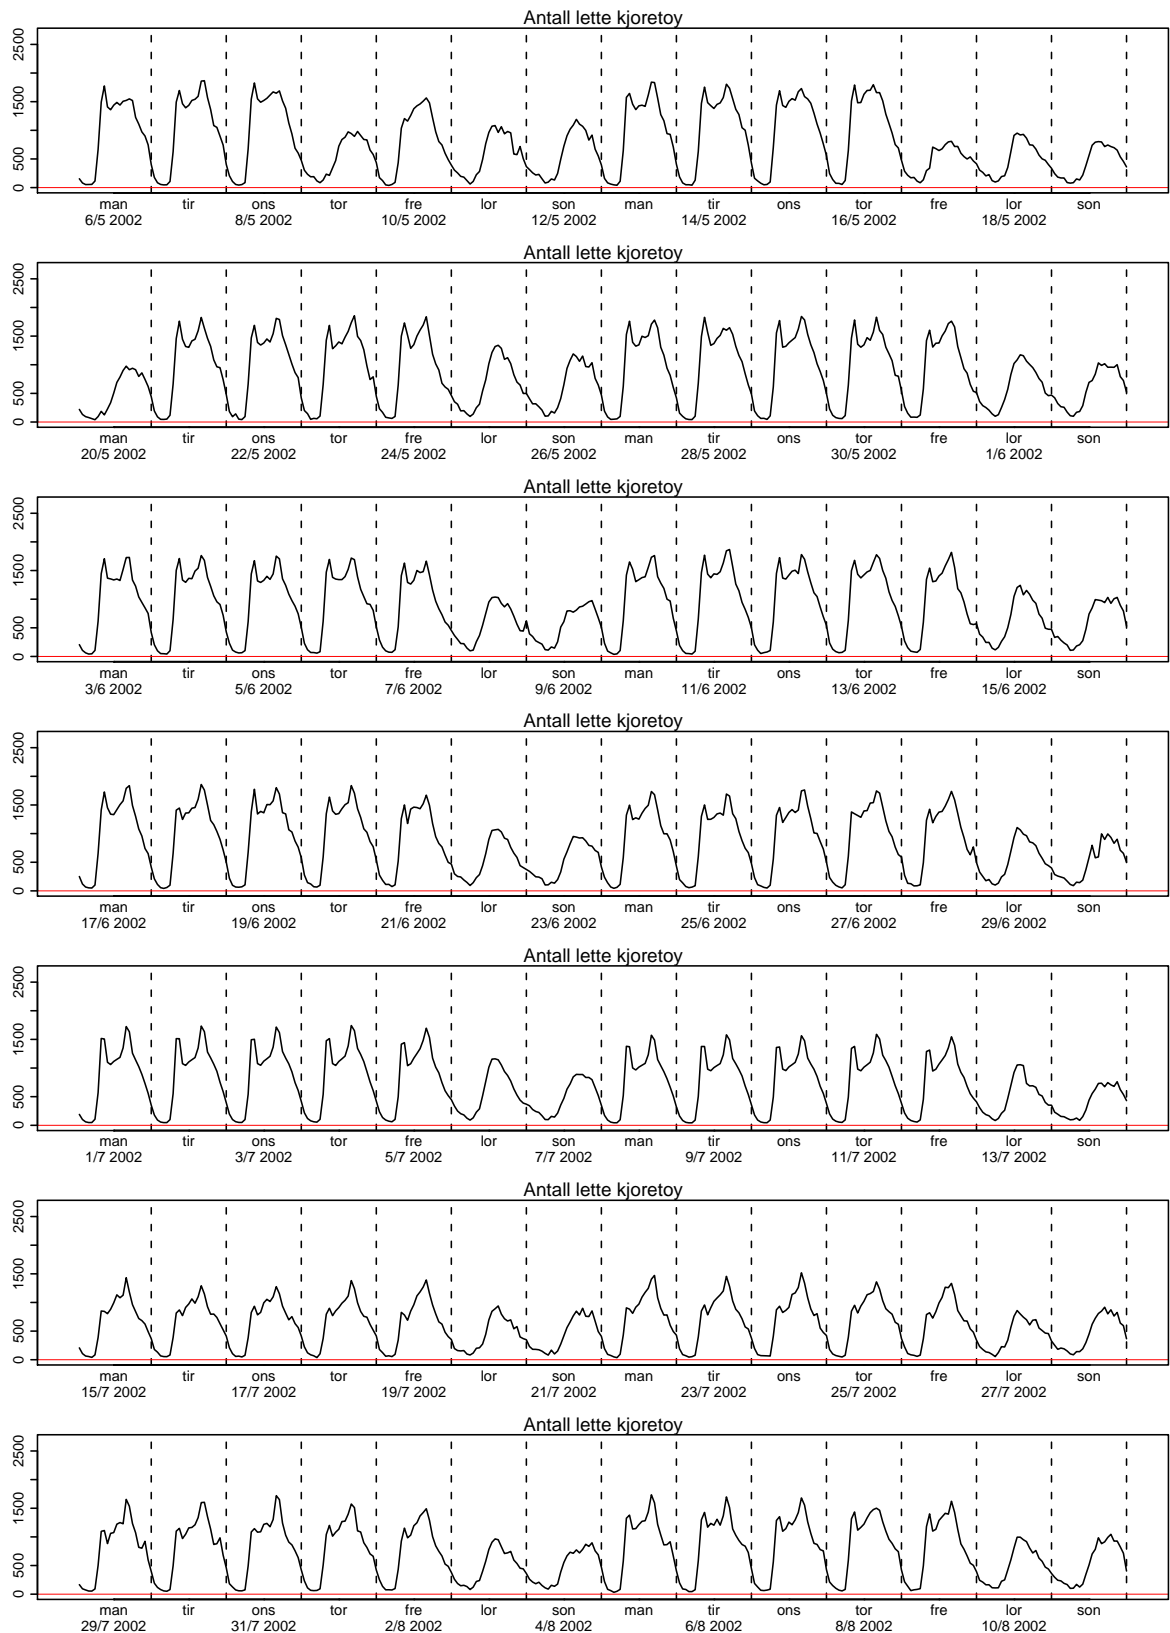 Antall lette kjoretoy
0 500 1500 2500
man tir ons tor fre lor son man tir ons tor fre lor son
6/5 2002 8/5 2002 10/5 2002 12/5 2002 14/5 2002 16/5 2002 18/5 2002
Antall lette kjoretoy
0 500 1500 2500
man tir ons tor fre lor son man tir ons tor fre lor son
20/5 2002 22/5 2002 24/5 2002 26/5 2002 28/5 2002 30/5 2002 1/6 2002
Antall lette kjoretoy
0 500 1500 2500
man tir ons tor fre lor son man tir ons tor fre lor son
3/6 2002 5/6 2002 7/6 2002 9/6 2002 11/6 2002 13/6 2002 15/6 2002
Antall lette kjoretoy
0 500 1500 2500
man tir ons tor fre lor son man tir ons tor fre lor son
17/6 2002 19/6 2002 21/6 2002 23/6 2002 25/6 2002 27/6 2002 29/6 2002
Antall lette kjoretoy
0 500 1500 2500
man tir ons tor fre lor son man tir ons tor fre lor son
1/7 2002 3/7 2002 5/7 2002 7/7 2002 9/7 2002 11/7 2002 13/7 2002
Antall lette kjoretoy
0 500 1500 2500
man tir ons tor fre lor son man tir ons tor fre lor son
15/7 2002 17/7 2002 19/7 2002 21/7 2002 23/7 2002 25/7 2002 27/7 2002
Antall lette kjoretoy
0 500 1500 2500
man tir ons tor fre lor son man tir ons tor fre lor son
29/7 2002 31/7 2002 2/8 2002 4/8 2002 6/8 2002 8/8 2002 10/8 2002